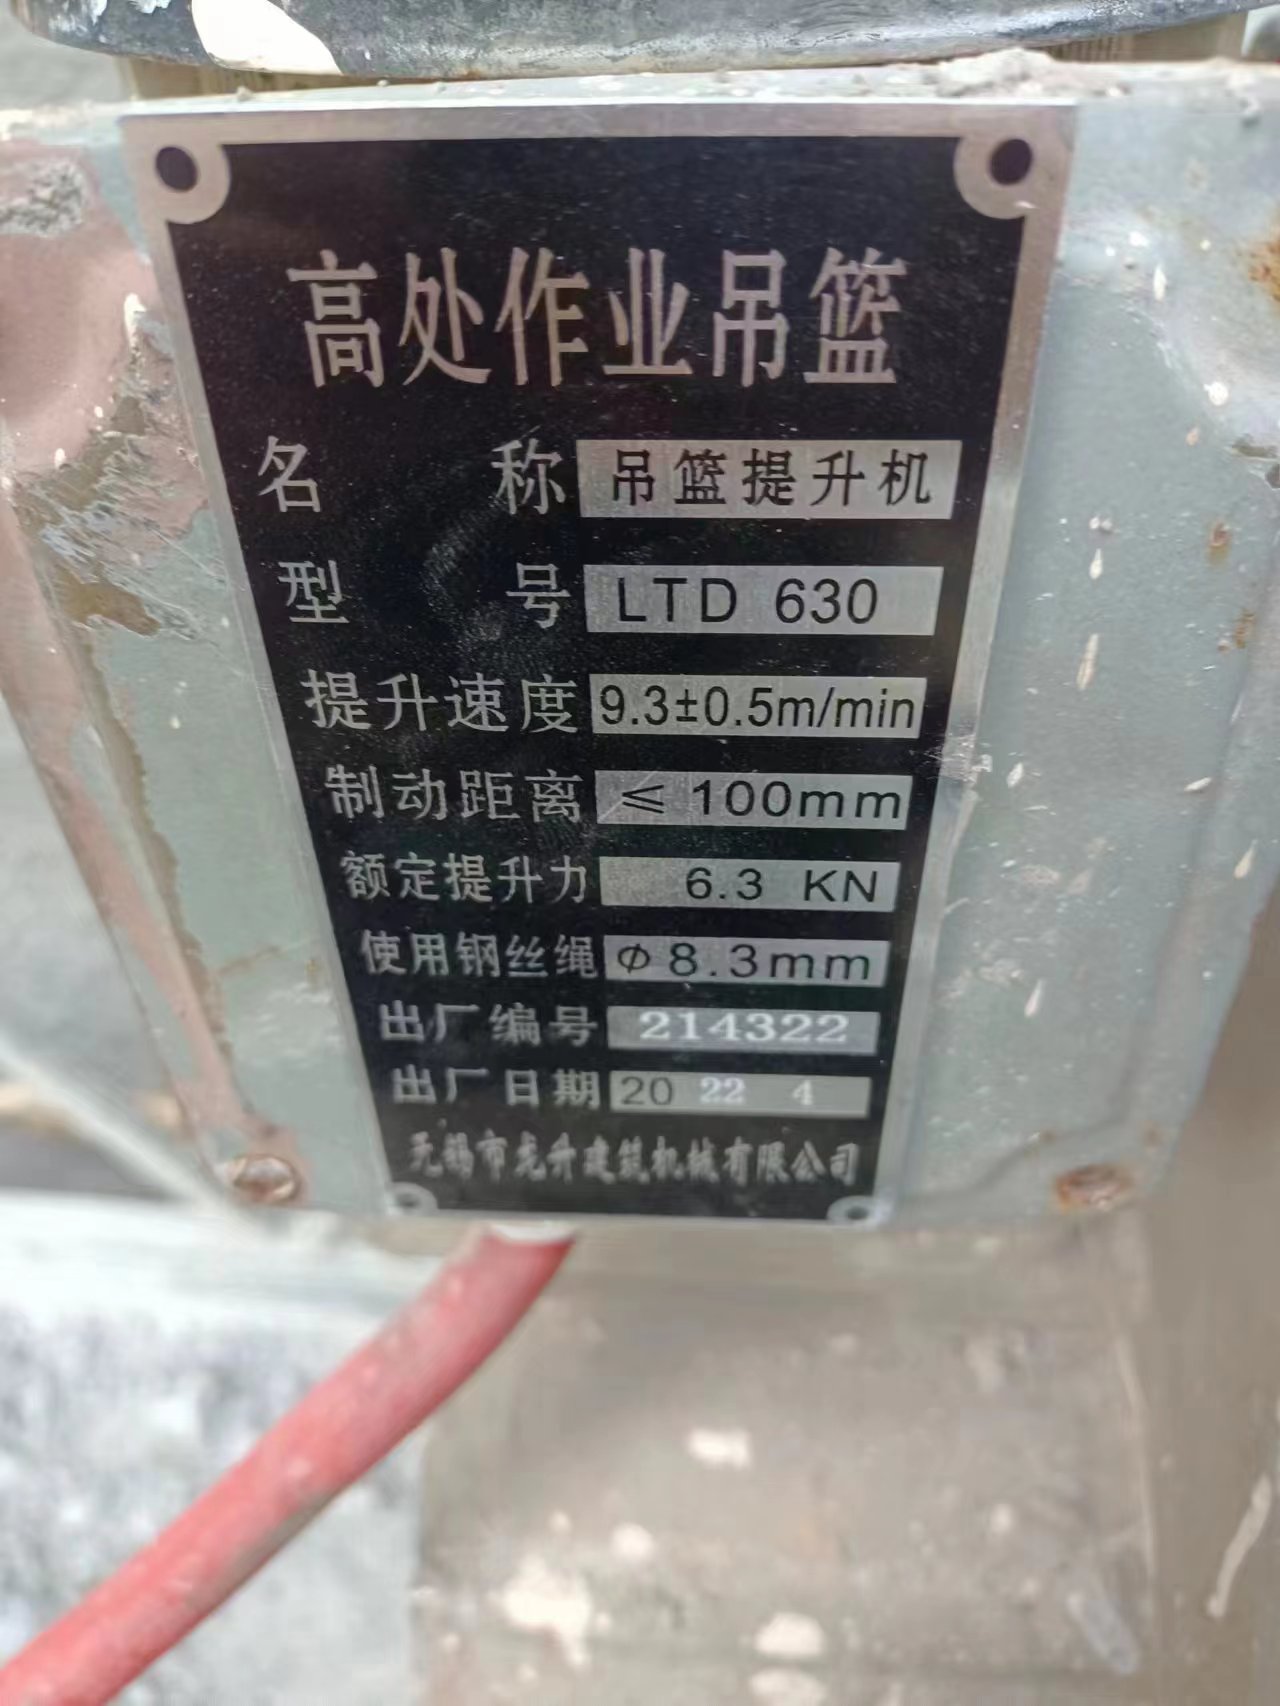 高处作业吊篮
名称 吊篮提升机
型号 LTD 630
提升速度 9.3±0.5m/min
制动距离 ≤ 100mm
额定提升力 6.3 KN
使用钢丝绳 Φ8.3mm
出厂编号 214322
出厂日期 20 22 4
无锡市龙升建筑机械有限公司